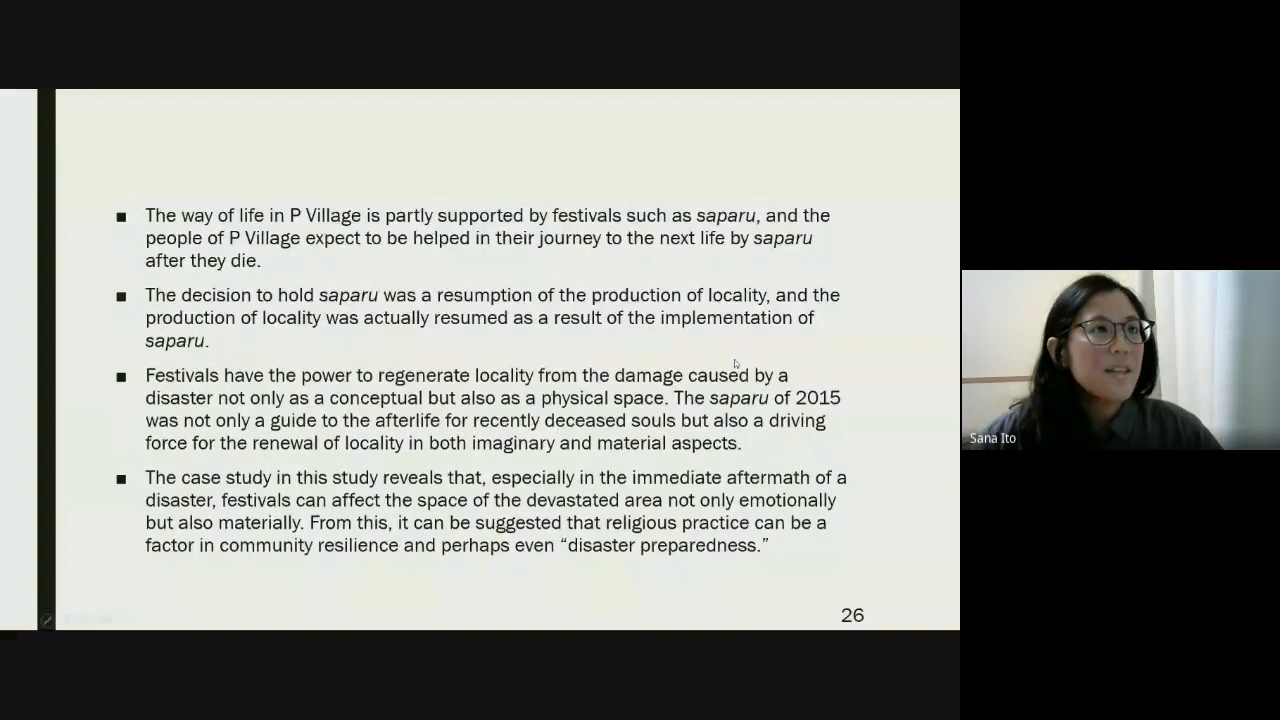 ■ The way of life in P Village is partly supported by festivals such as saparu, and the
people of P Village expect to be helped in their journey to the next life by saparu
after they die.
■ The decision to hold saparu was a resumption of the production of locality, and the
production of locality was actually resumed as a result of the implementation of
saparu.
■ Festivals have the power to regenerate locality from the damage caused by a
disaster not only as a conceptual but also as a physical space. The saparu of 2015
was not only a guide to the afterlife for recently deceased souls but also a driving
force for the renewal of locality in both imaginary and material aspects.
■ The case study in this study reveals that, especially in the immediate aftermath of a
disaster, festivals can affect the space of the devastated area not only emotionally
but also materially. From this, it can be suggested that religious practice can be a
factor in community resilience and perhaps even “disaster preparedness.”
26
Sana Ito